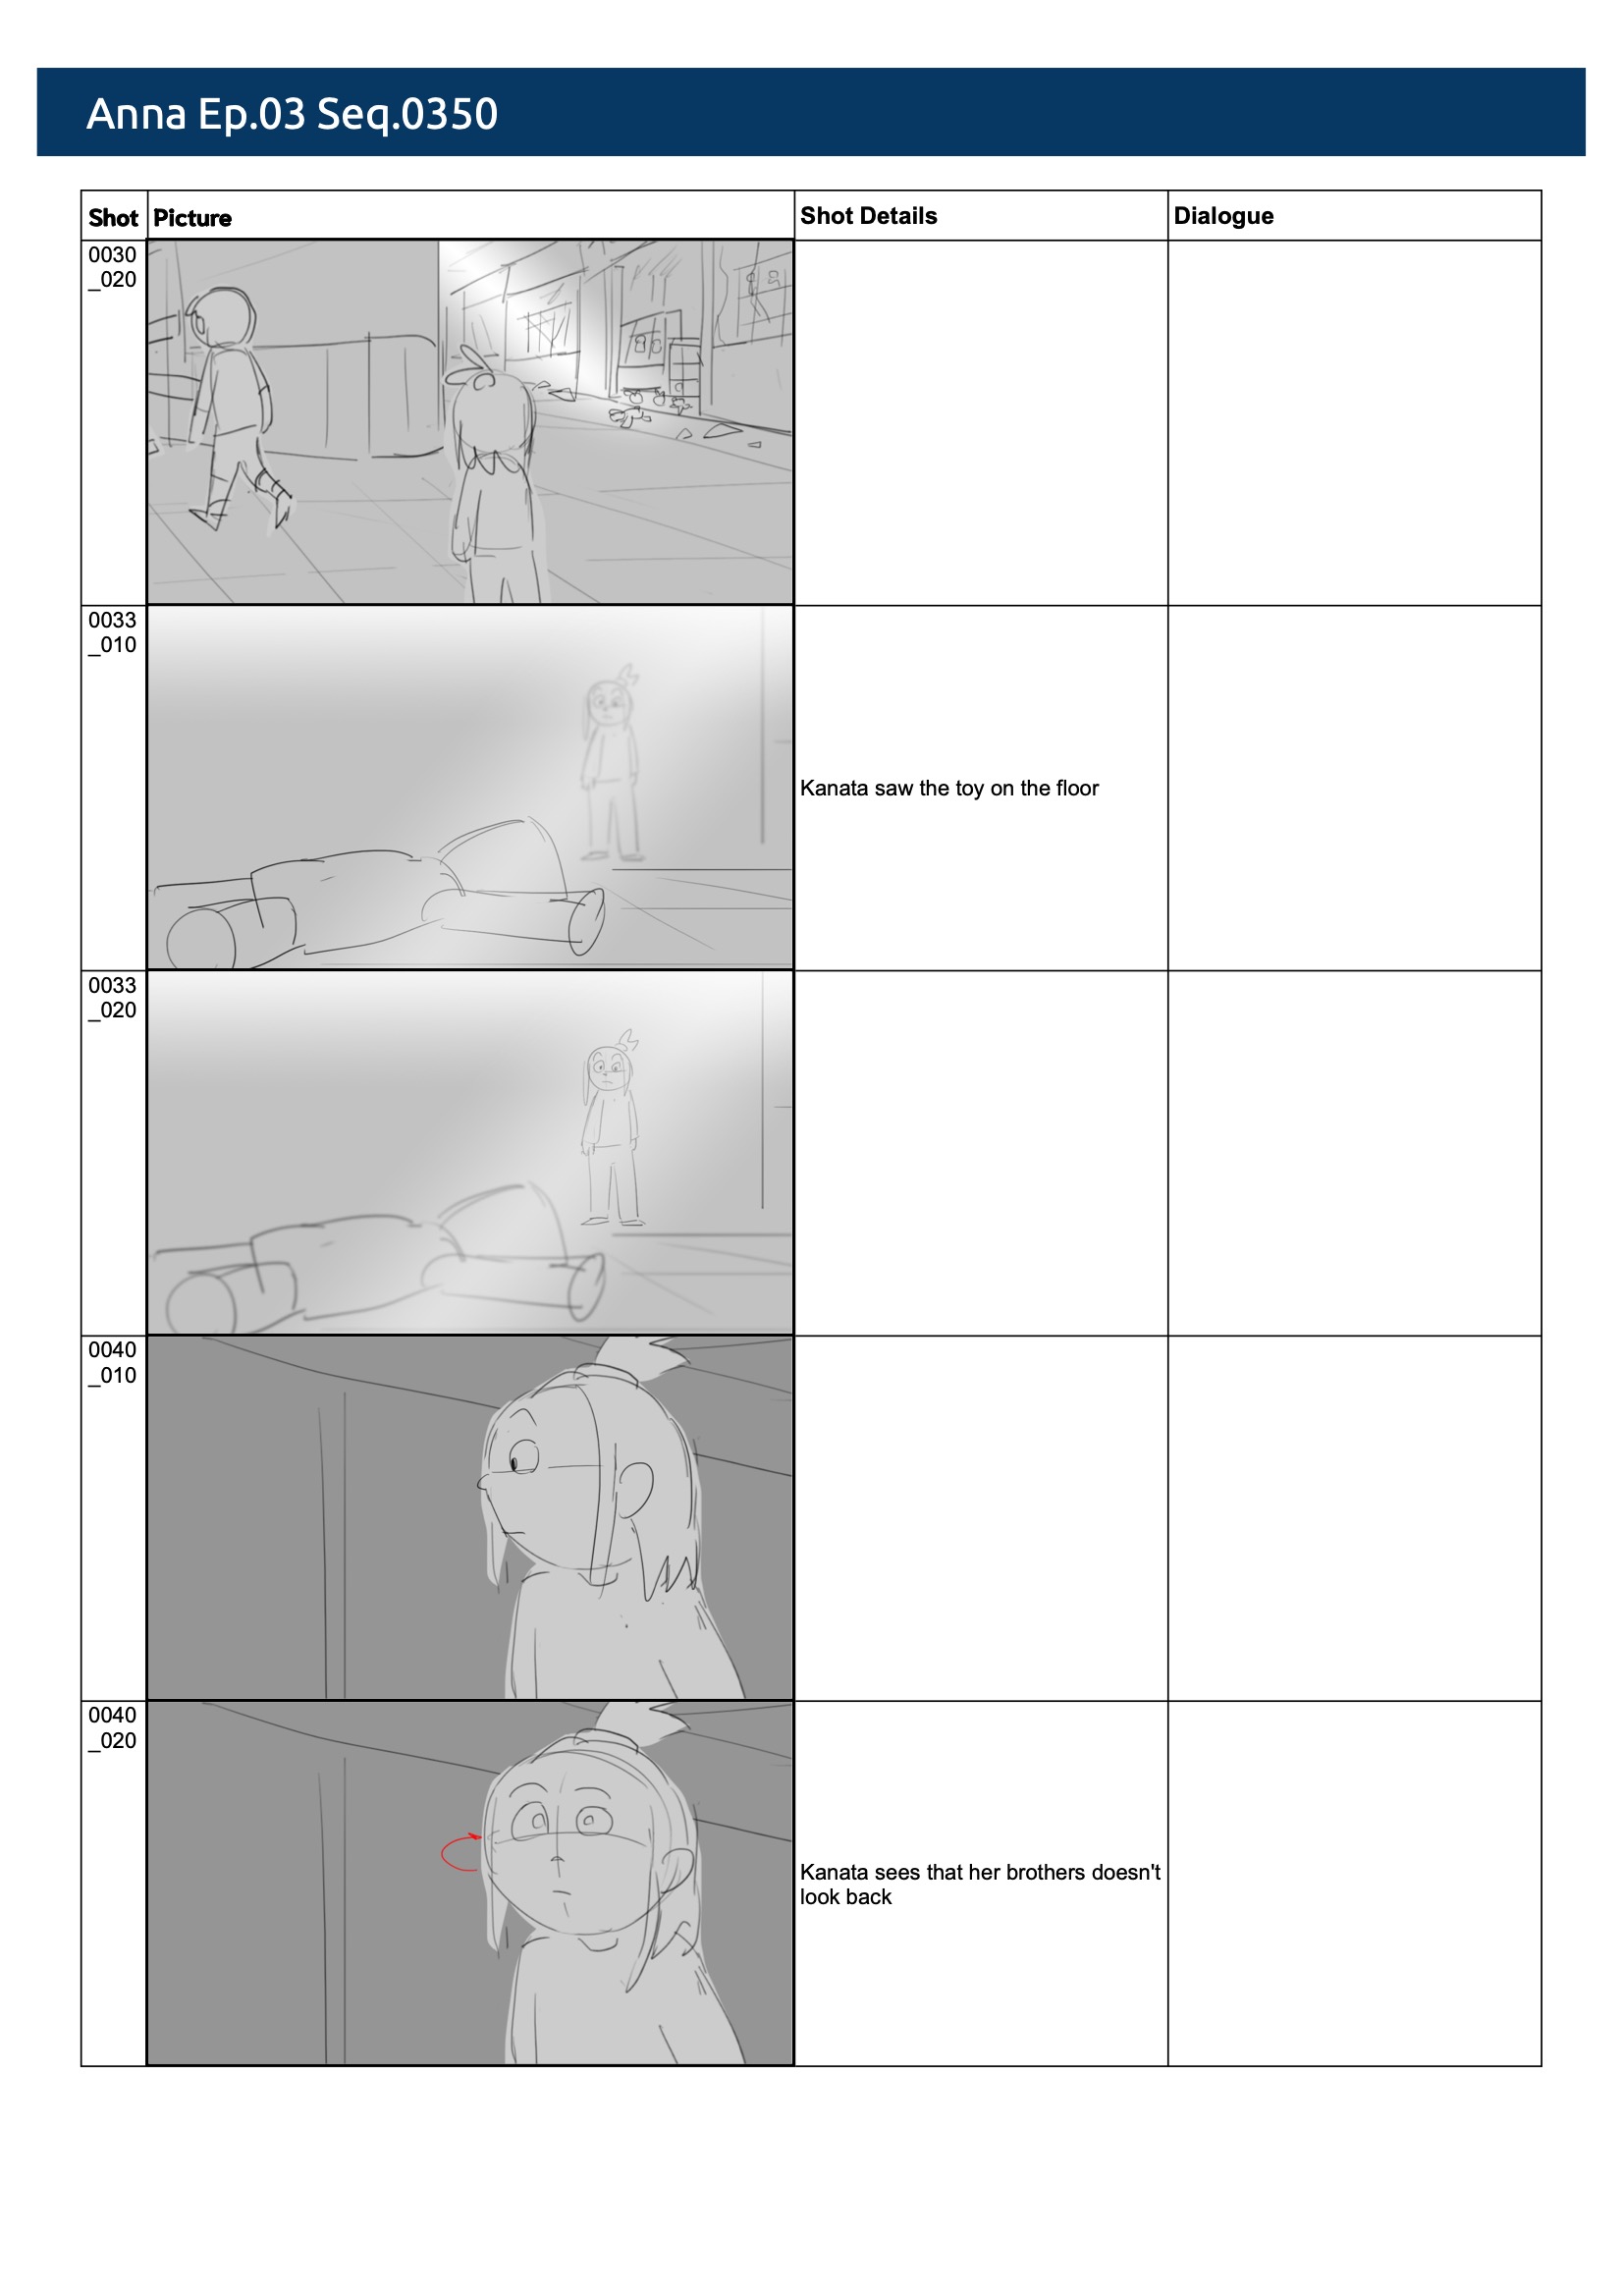 Anna Ep.03 Seq.0350
Shot Picture Shot Details Dialogue
0030
_020
0033
_010
Kanata saw the toy on the floor
0033
_020
0040
_010
0040
_020
Kanata sees that her brothers doesn't
look back